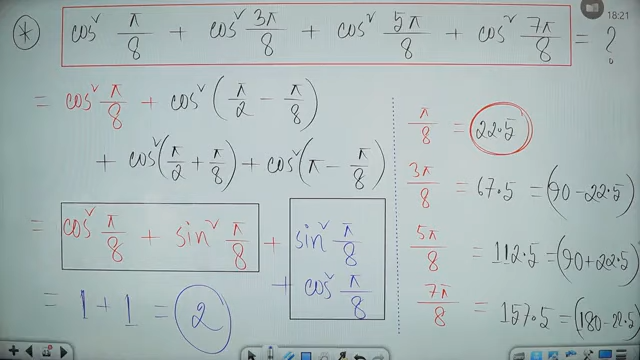 18:21
* cos² π/8 + cos² 3π/8 + cos² 5π/8 + cos² 7π/8 = ?
= cos² π/8 + cos² (π/2 − π/8)
+ cos² (π/2 + π/8) + cos² (π − π/8)
= cos² π/8 + sin² π/8 + sin² π/8
+ cos² π/8
= 1 + 1 = 2
π/8 = 22.5
3π/8 = 67.5 = (90 − 22.5)
5π/8 = 112.5 = (90 + 22.5)
7π/8 = 157.5 = (180 − 22.5)